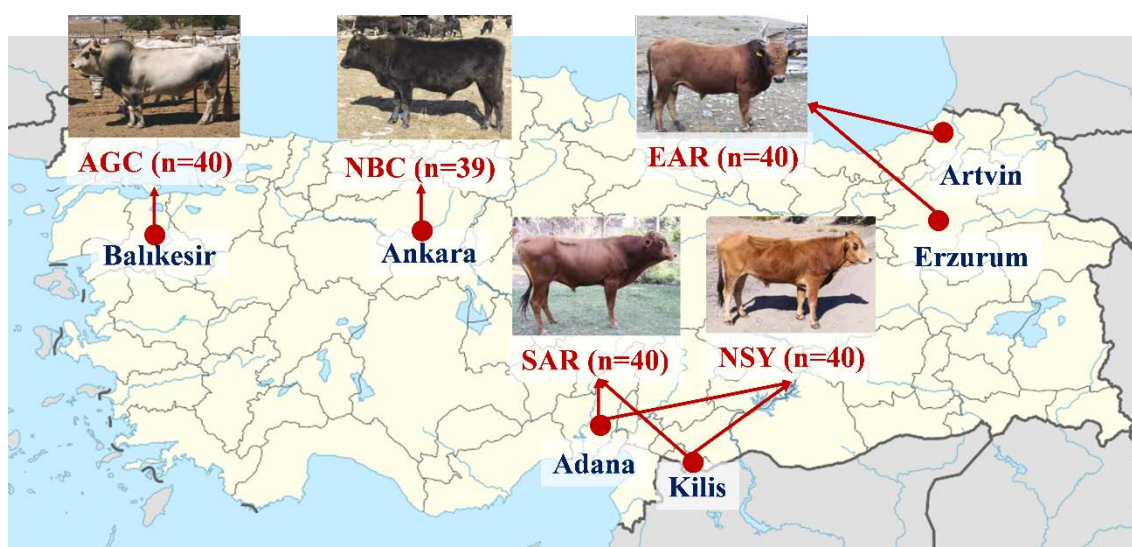 AGC (n=40)
NBC (n=39)
EAR (n=40)
Artvin
Balıkesir
Ankara
Erzurum
SAR (n=40)
NSY (n=40)
Adana
Kilis